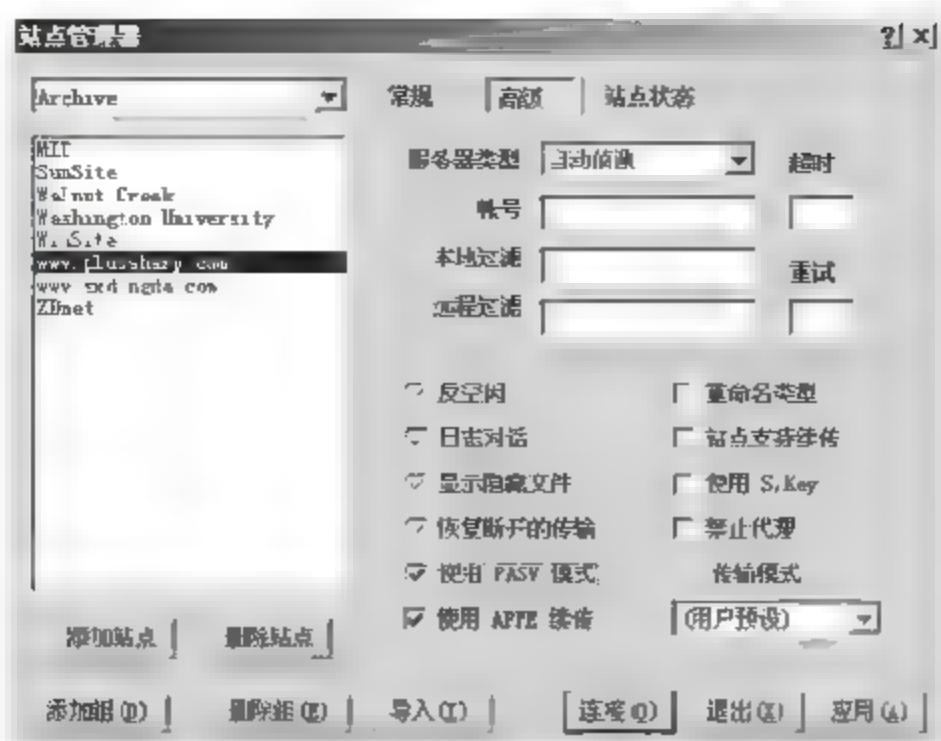 站点管理器
Archive
常规 高级 站点状态
MIT
SunSite
Walnut Creek
Washington University
WinSite
服务器类型 自动侦测 超时
帐号
本地过滤 重试
远程过滤
www.plussharp.com
ZDnet
反空闲 重命名类型
日志对话 站点支持续传
显示隐藏文件 使用 S/Key
恢复断开的传输 禁止代理
使用 PASV 模式 传输模式
使用 APPE 续传 (用户预设)
添加站点 删除站点
添加组(D) 删除组(E) 导入(I) 连接(O) 退出(X) 应用(A)